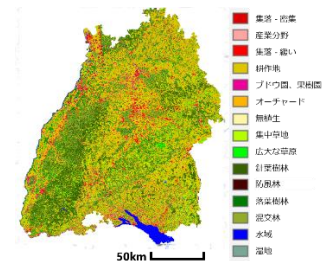 集落 - 密集
産業分野
集落 - 緩い
耕作地
ブドウ園、果樹園
オーチャード
無植生
集中草地
広大な草原
針葉樹林
防風林
落葉樹林
混交林
水域
湿地
50km